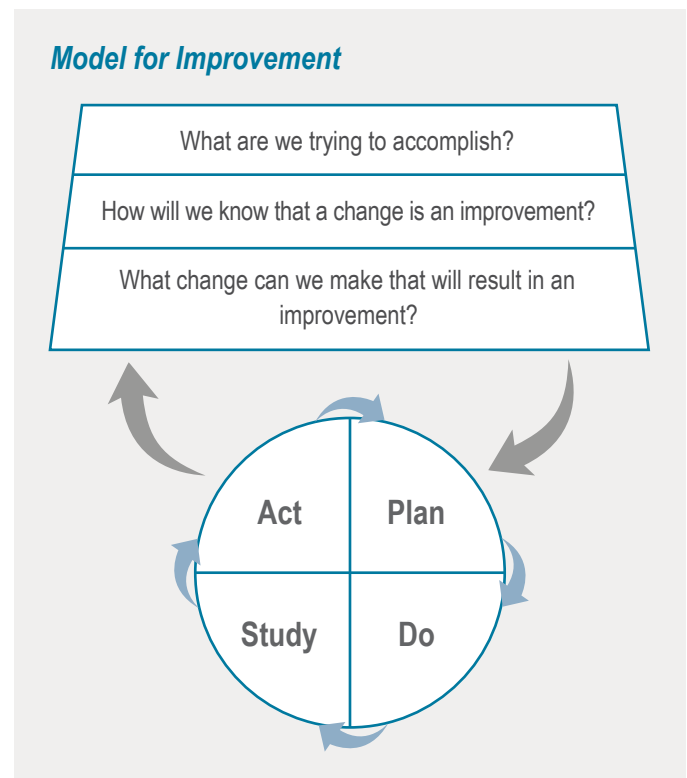 Model for Improvement
What are we trying to accomplish?
How will we know that a change is an improvement?
What change can we make that will result in an
improvement?
Act
Plan
Study
Do